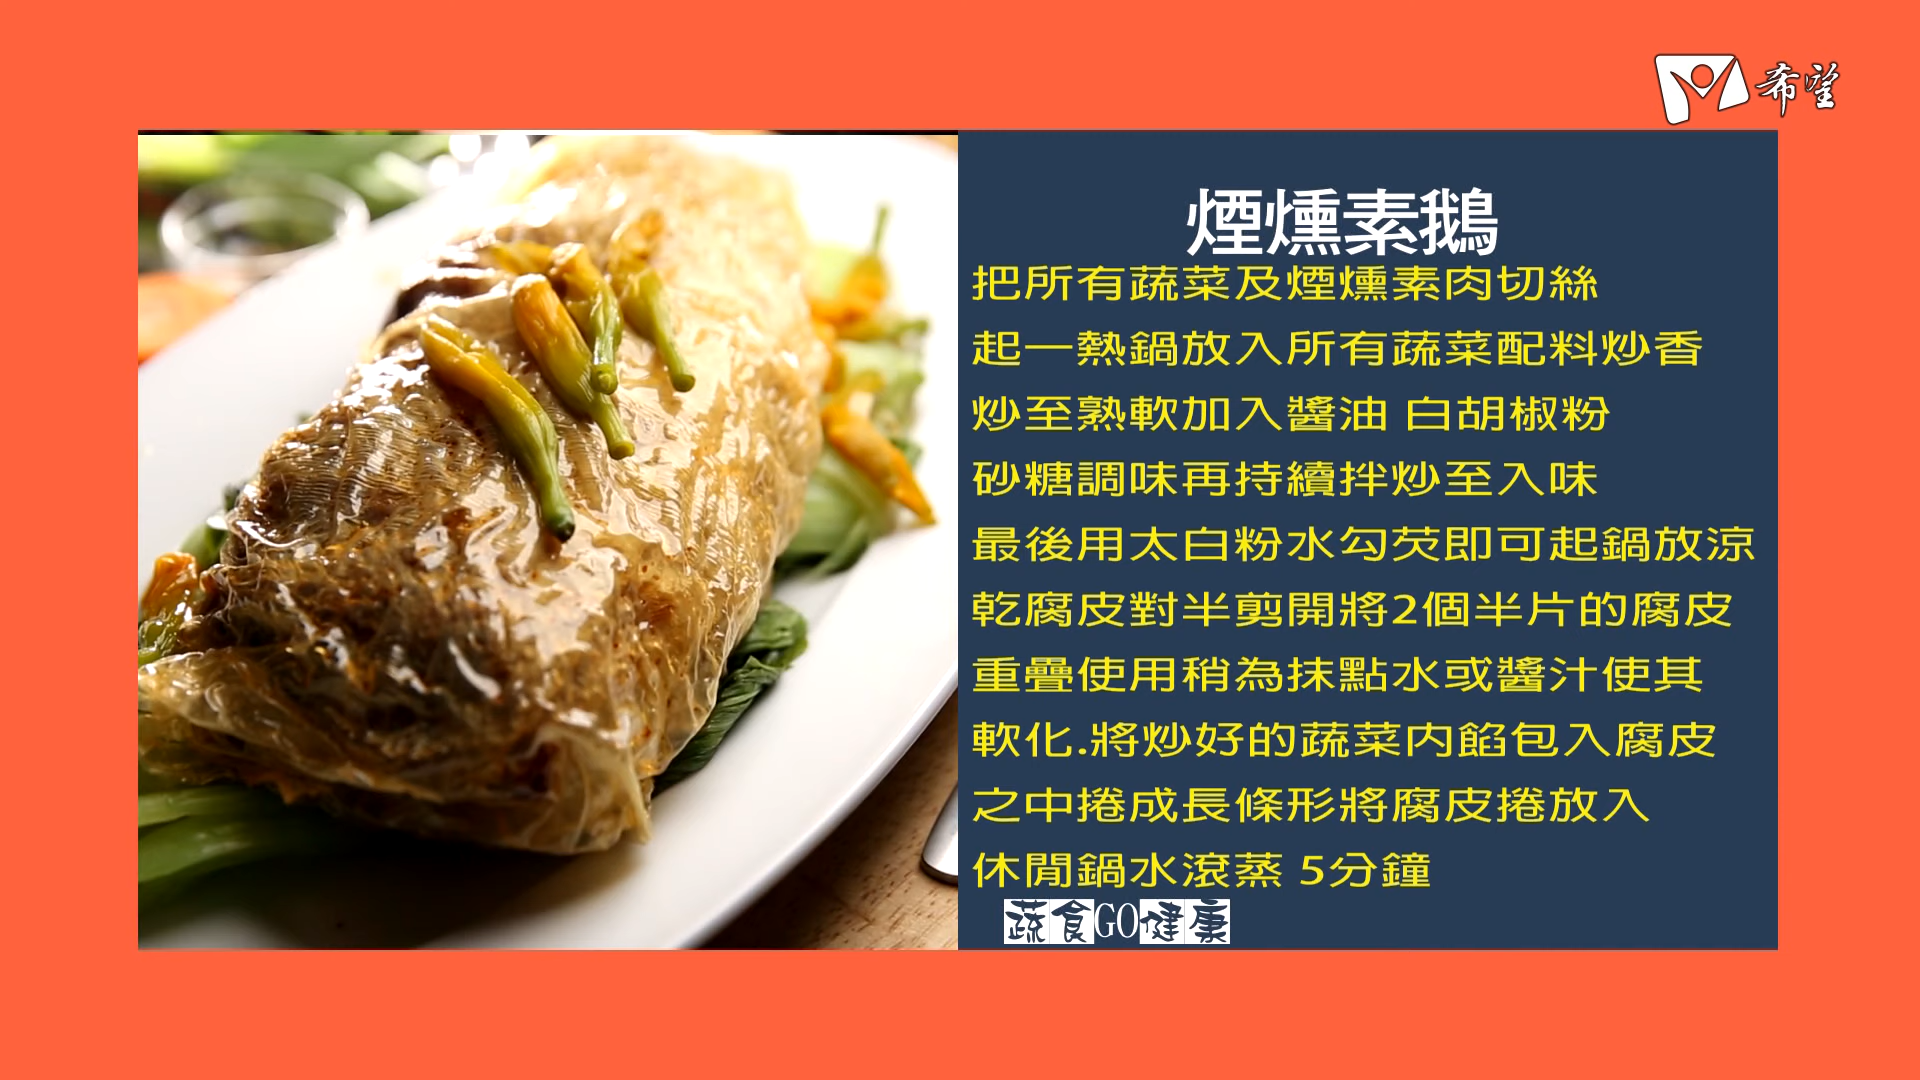 希望
煙燻素鵝
把所有蔬菜及煙燻素肉切絲
起一熱鍋放入所有蔬菜配料炒香
炒至熟軟加入醬油 白胡椒粉
砂糖調味再持續拌炒至入味
最後用太白粉水勾芡即可起鍋放涼
乾腐皮對半剪開將2個半片的腐皮
重疊使用稍為抹點水或醬汁使其
軟化.將炒好的蔬菜內餡包入腐皮
之中捲成長條形將腐皮捲放入
休閒鍋水滾蒸 5分鐘
蔬食GO健康